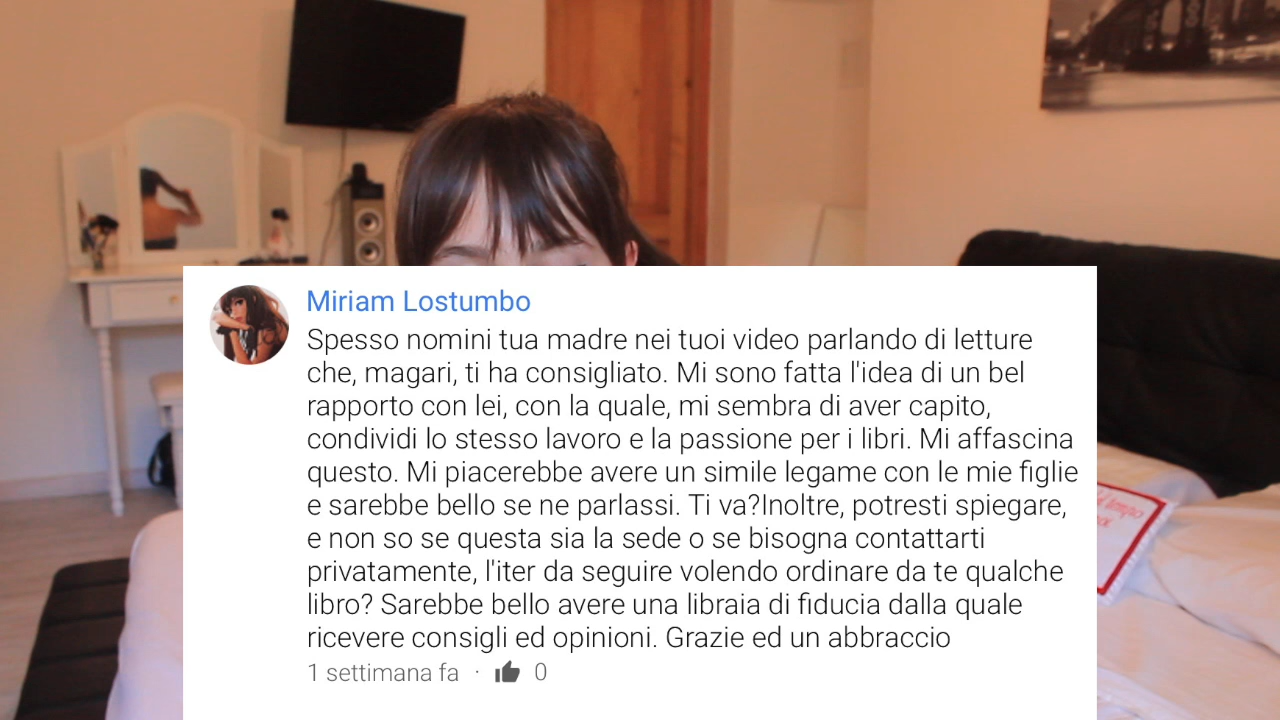 Miriam Lostumbo
Spesso nomini tua madre nei tuoi video parlando di letture
che, magari, ti ha consigliato. Mi sono fatta l'idea di un bel
rapporto con lei, con la quale, mi sembra di aver capito,
condividi lo stesso lavoro e la passione per i libri. Mi affascina
questo. Mi piacerebbe avere un simile legame con le mie figlie
e sarebbe bello se ne parlassi. Ti va?Inoltre, potresti spiegare,
e non so se questa sia la sede o se bisogna contattarti
privatamente, l'iter da seguire volendo ordinare da te qualche
libro? Sarebbe bello avere una libraia di fiducia dalla quale
ricevere consigli ed opinioni. Grazie ed un abbraccio
1 settimana fa · 0